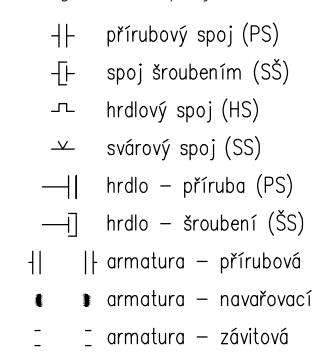 přírubový spoj (PS)
spoj šroubením (SŠ)
hrdlový spoj (HS)
svárový spoj (SS)
hrdlo – příruba (PS)
hrdlo – šroubení (ŠS)
armatura – přírubová
armatura – navařovací
armatura – závitová